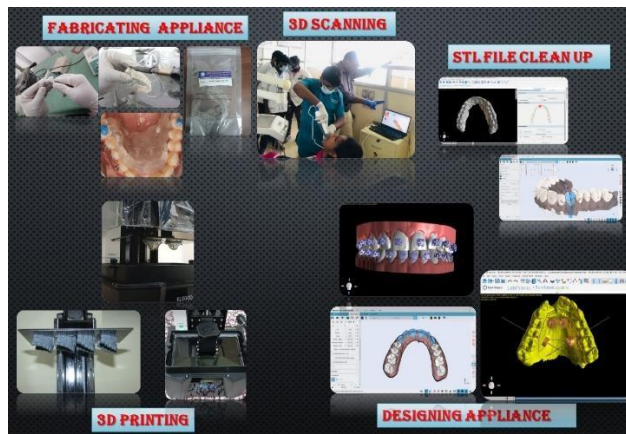 FABRICATING APPLIANCE
3D SCANNING
STL FILE CLEAN UP
3D PRINTING
DESIGNING APPLIANCE